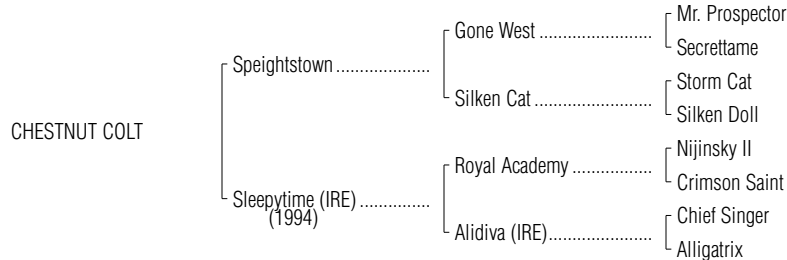 Mr. Prospector
Gone West ........................
Secrettame
Speightstown ....................
Storm Cat
Silken Cat .........................
Silken Doll
CHESTNUT COLT
Nijinsky II
Royal Academy ................
Crimson Saint
Sleepytime (IRE) ...............
(1994)
Chief Singer
Alidiva (IRE)......................
Alligatrix